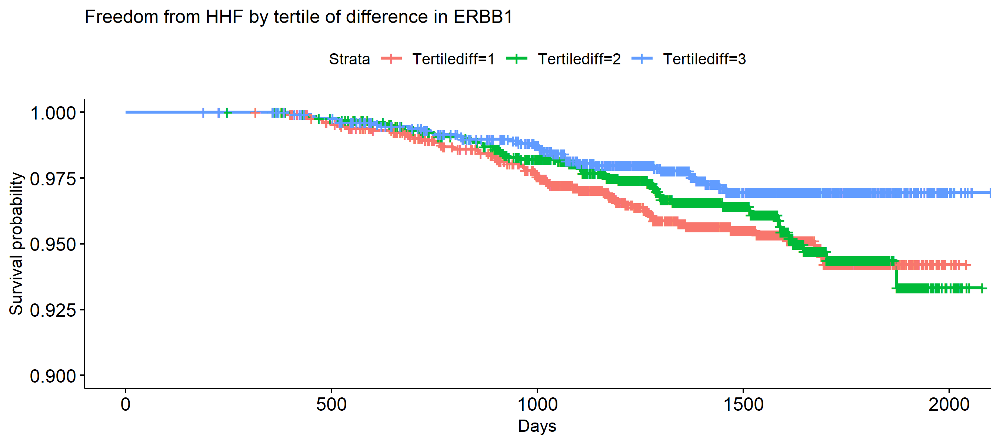 Freedom from HHF by tertile of difference in ERBB1
Strata Tertilediff=1 Tertilediff=2 Tertilediff=3
Survival probability
1.000
0.975
0.950
0.925
0.900
0 500 1000 1500 2000
Days